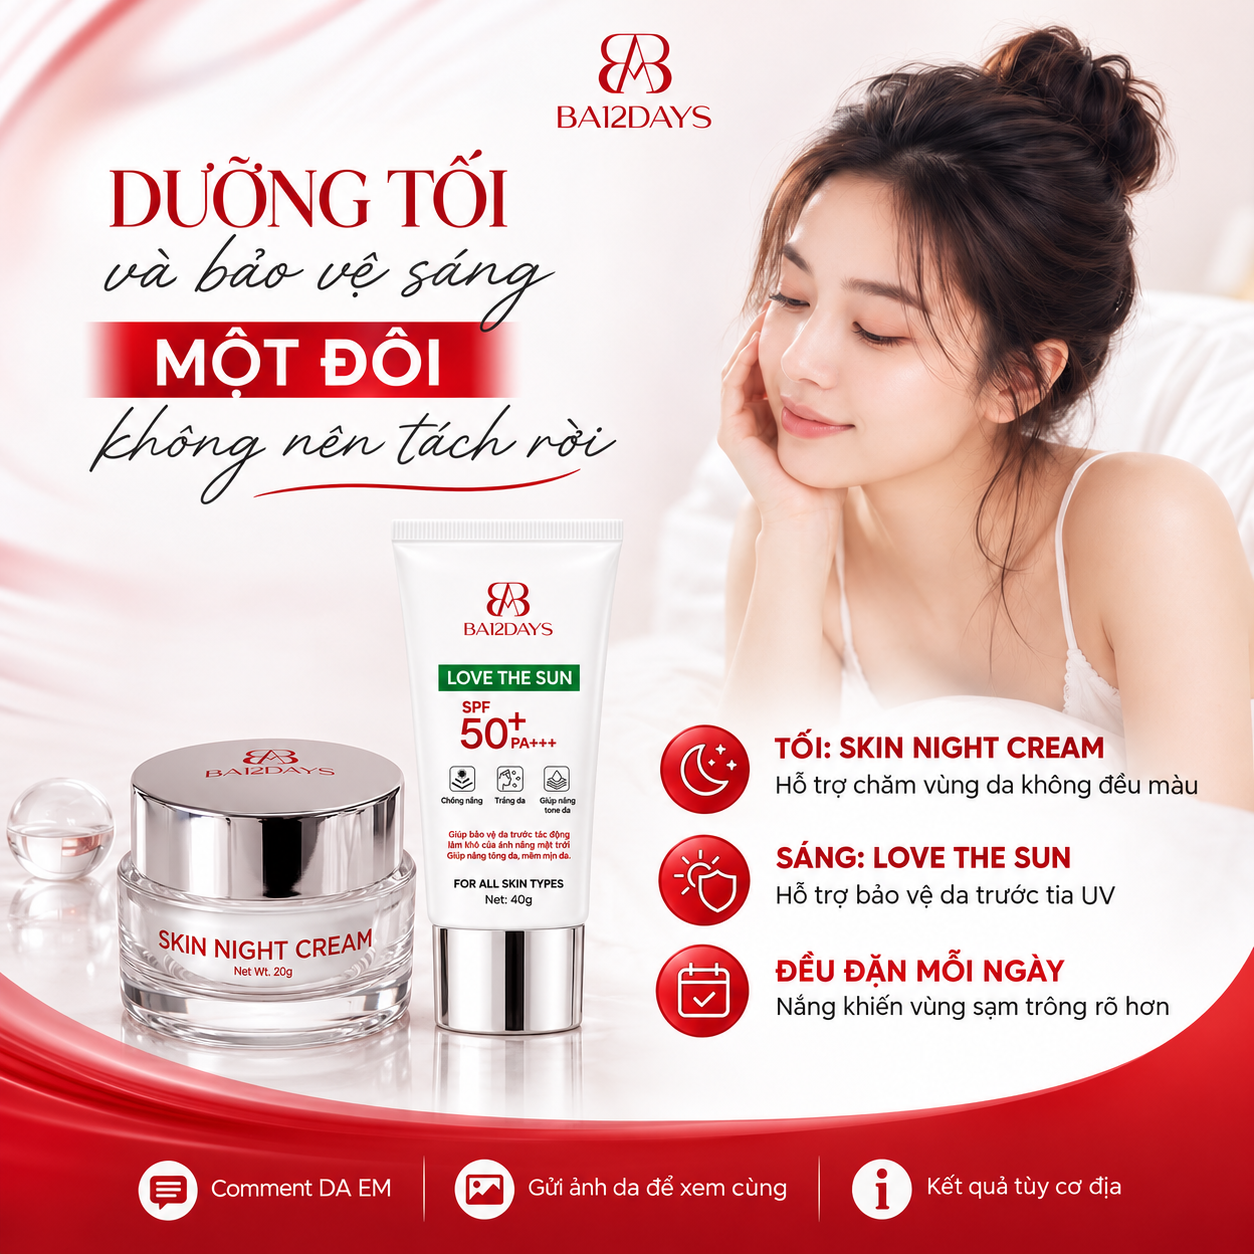 BA12DAYS
DƯỠNG TỐI
và bảo vệ sáng
MỘT ĐÔI
không nên tách rời
BA12DAYS
LOVE THE SUN
SPF
50+
PA+++
Chống nắng
Trắng da
Giúp nâng
tone da
Giúp bảo vệ da trước tác động
làm khô của ánh nắng mặt trời
Giúp nâng tông da, mềm mịn da.
FOR ALL SKIN TYPES
Net: 40g
BA12DAYS
SKIN NIGHT CREAM
Net Wt. 20g
TỐI: SKIN NIGHT CREAM
Hỗ trợ chăm vùng da không đều màu
SÁNG: LOVE THE SUN
Hỗ trợ bảo vệ da trước tia UV
ĐỀU ĐẶN MỖI NGÀY
Nắng khiến vùng sạm trông rõ hơn
Comment DA EM
Gửi ảnh da để xem cùng
Kết quả tùy cơ địa